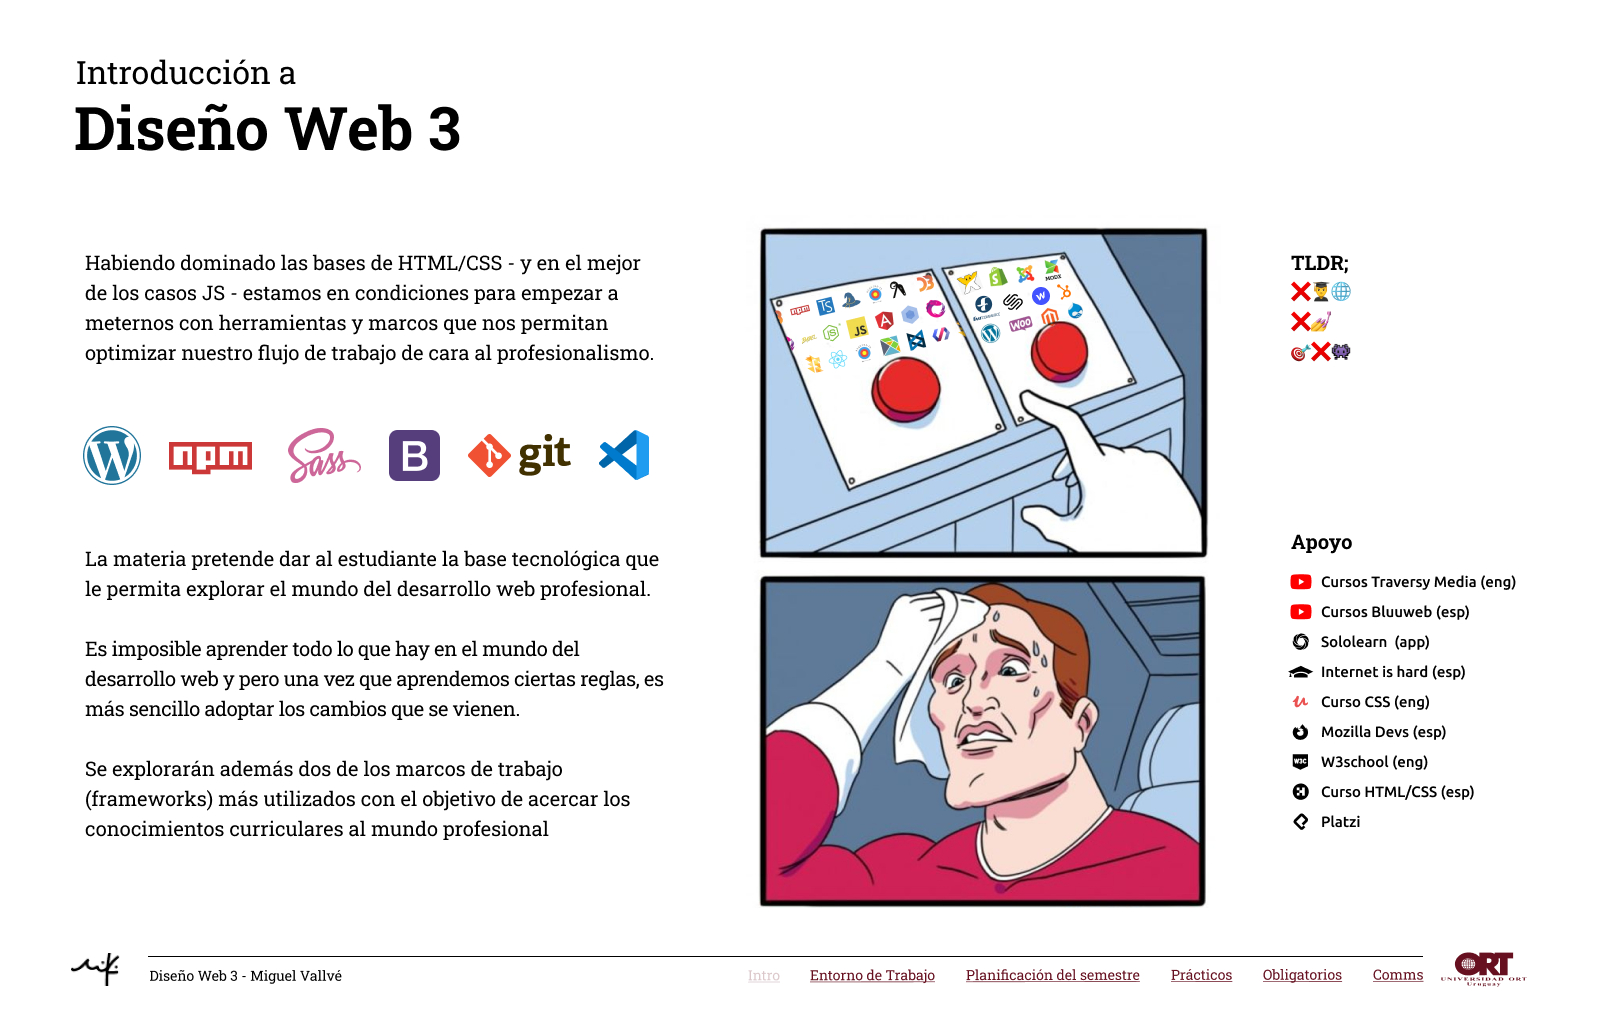 Introducción a
Diseño Web 3
Habiendo dominado las bases de HTML/CSS - y en el mejor
de los casos JS - estamos en condiciones para empezar a
meternos con herramientas y marcos que nos permitan
optimizar nuestro flujo de trabajo de cara al profesionalismo.
W npm Sass B git
La materia pretende dar al estudiante la base tecnológica que
le permita explorar el mundo del desarrollo web profesional.
Es imposible aprender todo lo que hay en el mundo del
desarrollo web y pero una vez que aprendemos ciertas reglas, es
más sencillo adoptar los cambios que se vienen.
Se explorarán además dos de los marcos de trabajo
(frameworks) más utilizados con el objetivo de acercar los
conocimientos curriculares al mundo profesional
npm TS
JS
MODX
WOO
TLDR;
Apoyo
Cursos Traversy Media (eng)
Cursos Bluuweb (esp)
Sololearn (app)
Internet is hard (esp)
Curso CSS (eng)
Mozilla Devs (esp)
W3C W3school (eng)
Curso HTML/CSS (esp)
Platzi
Diseño Web 3 - Miguel Vallvé
Intro Entorno de Trabajo Planificación del semestre Prácticos Obligatorios Comms
ORT
UNIVERSIDAD ORT
Uruguay